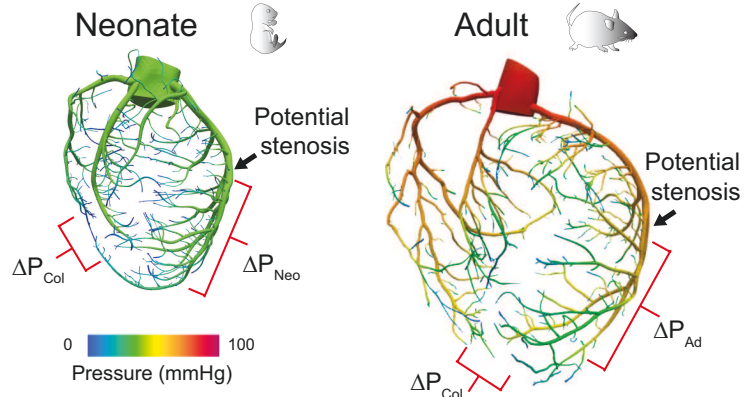 Neonate
Adult
Potential
stenosis
Potential
stenosis
ΔP_Col
ΔP_Neo
ΔP_Ad
ΔP_Col
0
100
Pressure (mmHg)